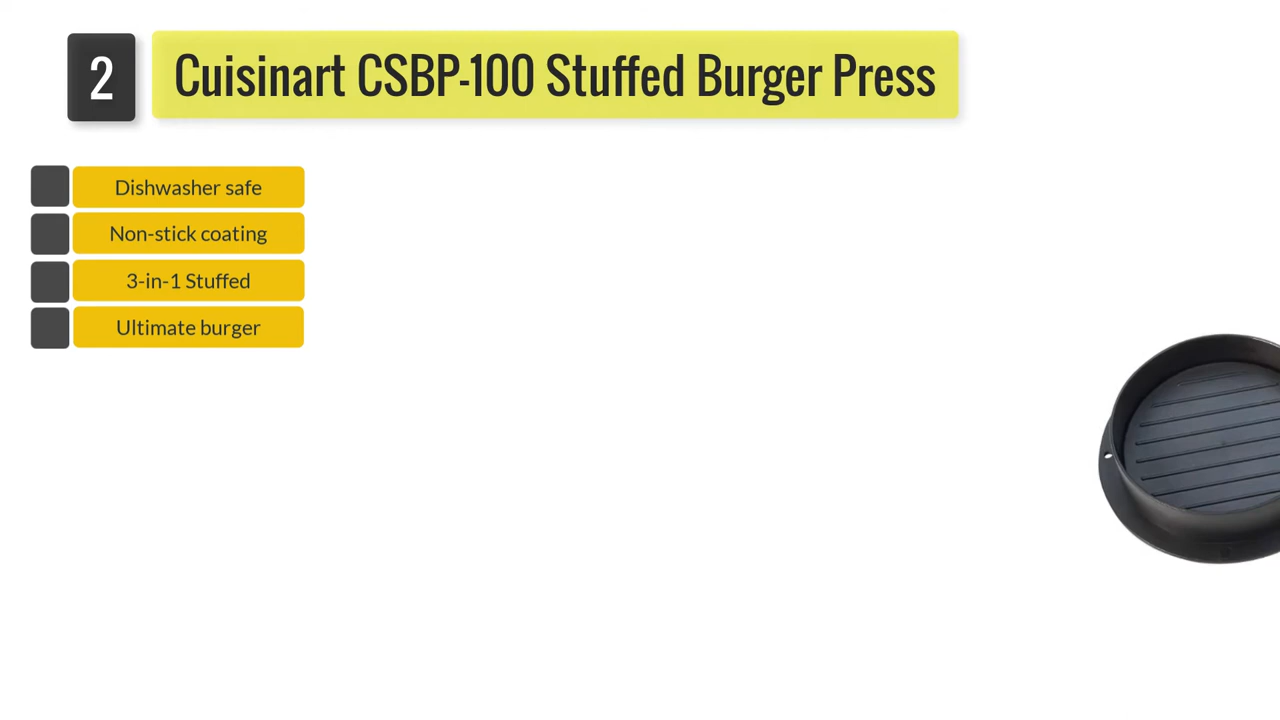 2
Cuisinart CSBP-100 Stuffed Burger Press
Dishwasher safe
Non-stick coating
3-in-1 Stuffed
Ultimate burger